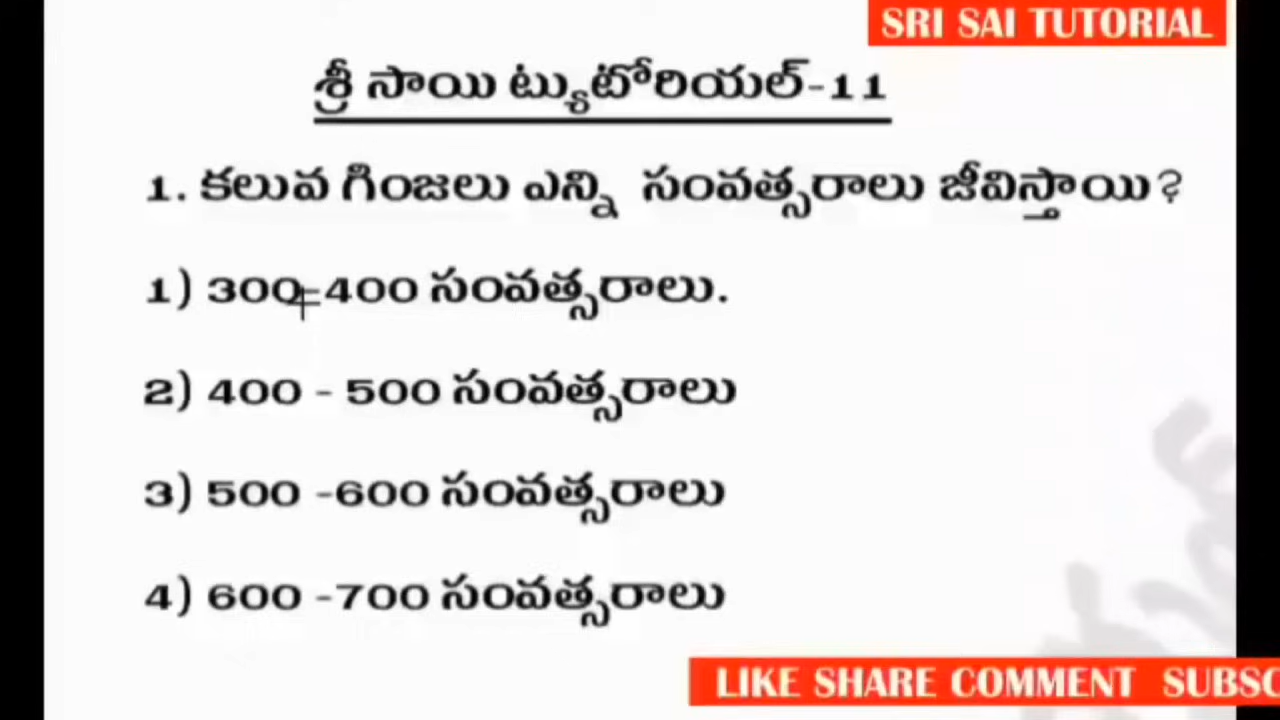 SRI SAI TUTORIAL
శ్రీ సాయి ట్యుటోరియల్-11
1. కలువ గింజలు ఎన్ని సంవత్సరాలు జీవిస్తాయి?
1) 300-400 సంవత్సరాలు.
2) 400 - 500 సంవత్సరాలు
3) 500 -600 సంవత్సరాలు
4) 600 -700 సంవత్సరాలు
LIKE SHARE COMMENT SUBSC